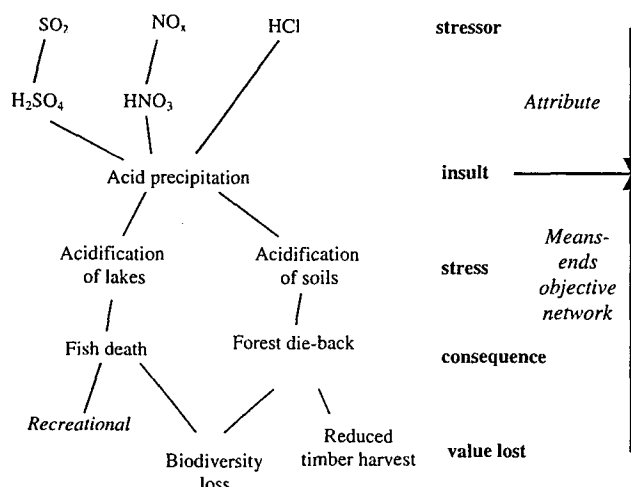 SO₂ NOₓ HCl stressor
H₂SO₄ HNO₃ Attribute
Acid precipitation insult
Acidification of lakes
Acidification of soils
stress
Means-
ends
objective
network
Fish death Forest die-back consequence
Recreational
Biodiversity
loss
Reduced
timber harvest
value lost